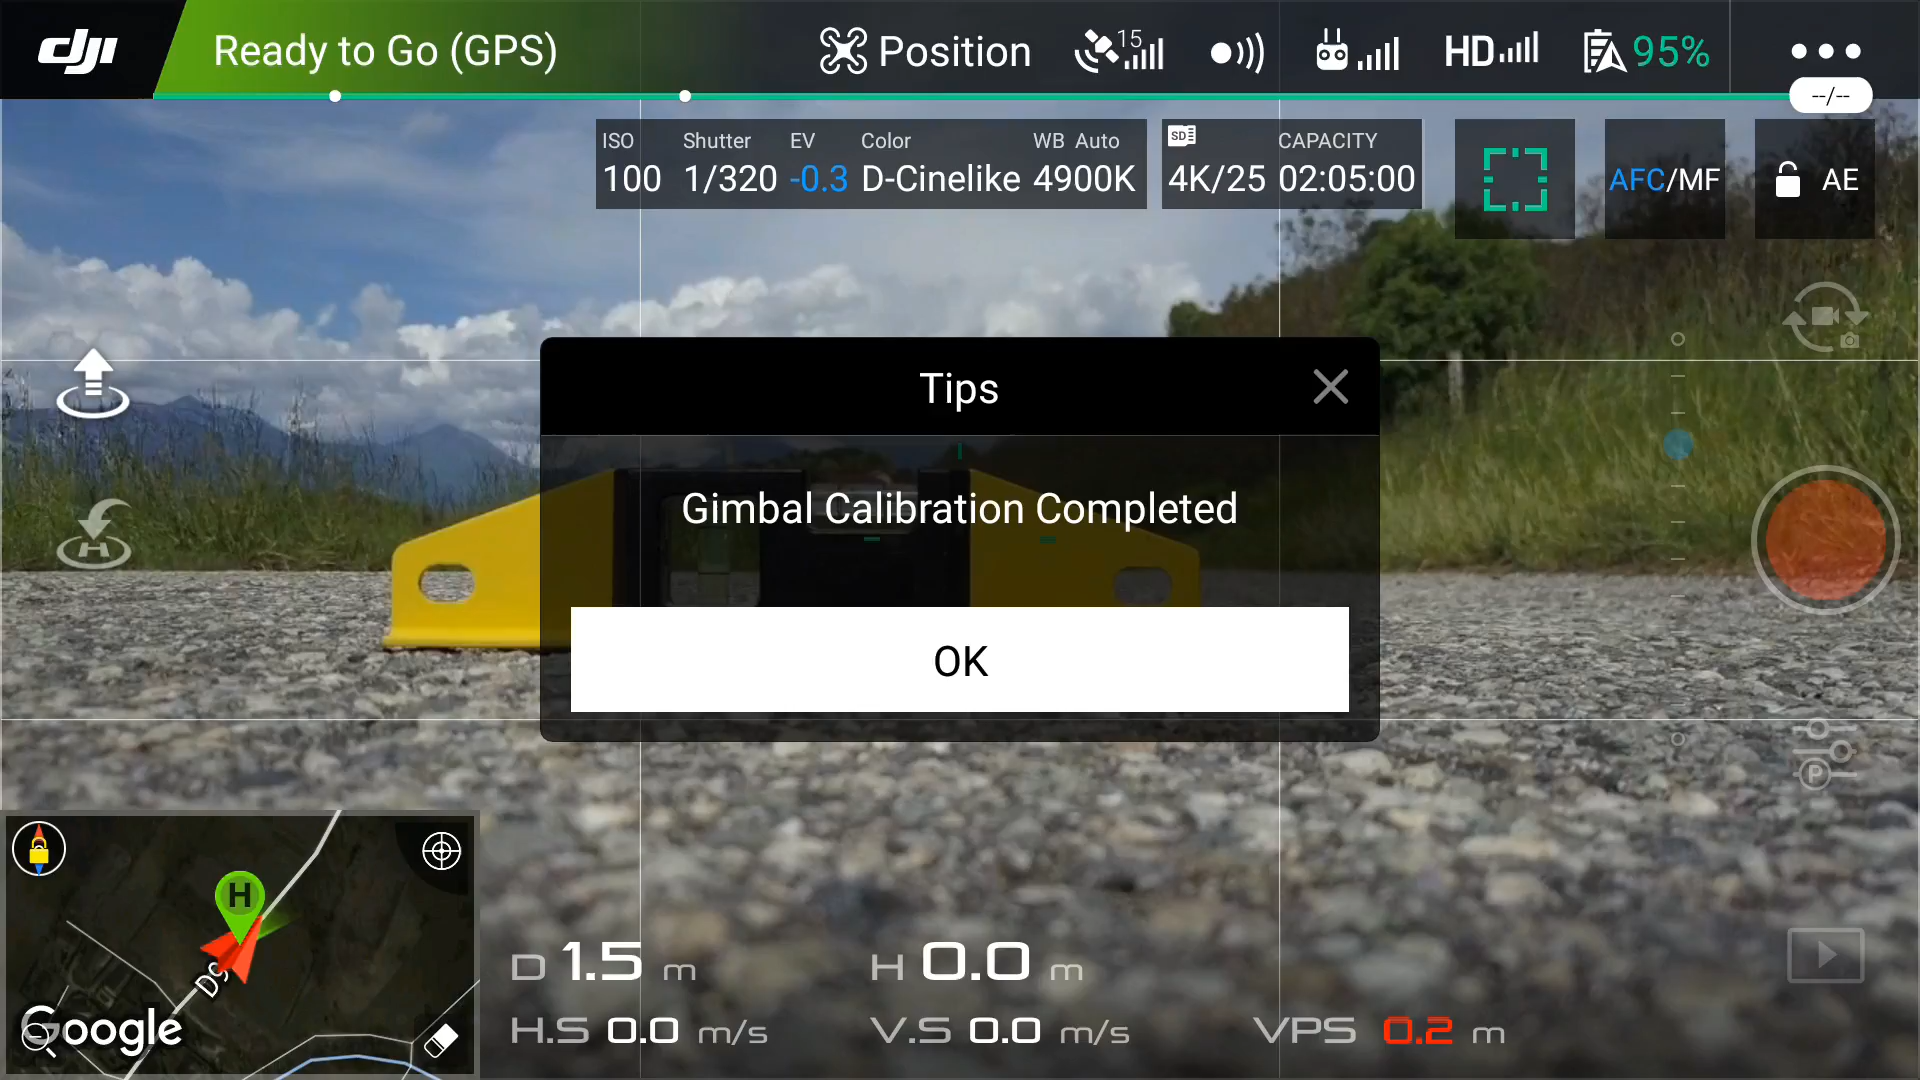 dji
Ready to Go (GPS)
Position
15
HD
95%
--/--
ISO Shutter EV Color WB Auto
100 1/320 -0.3 D-Cinelike 4900K
SD CAPACITY
4K/25 02:05:00
AFC/MF
AE
Tips
Gimbal Calibration Completed
OK
H
P
H
D9
Google
D 1.5 m
H 0.0 m
H.S 0.0 m/s
V.S 0.0 m/s
VPS 0.2 m